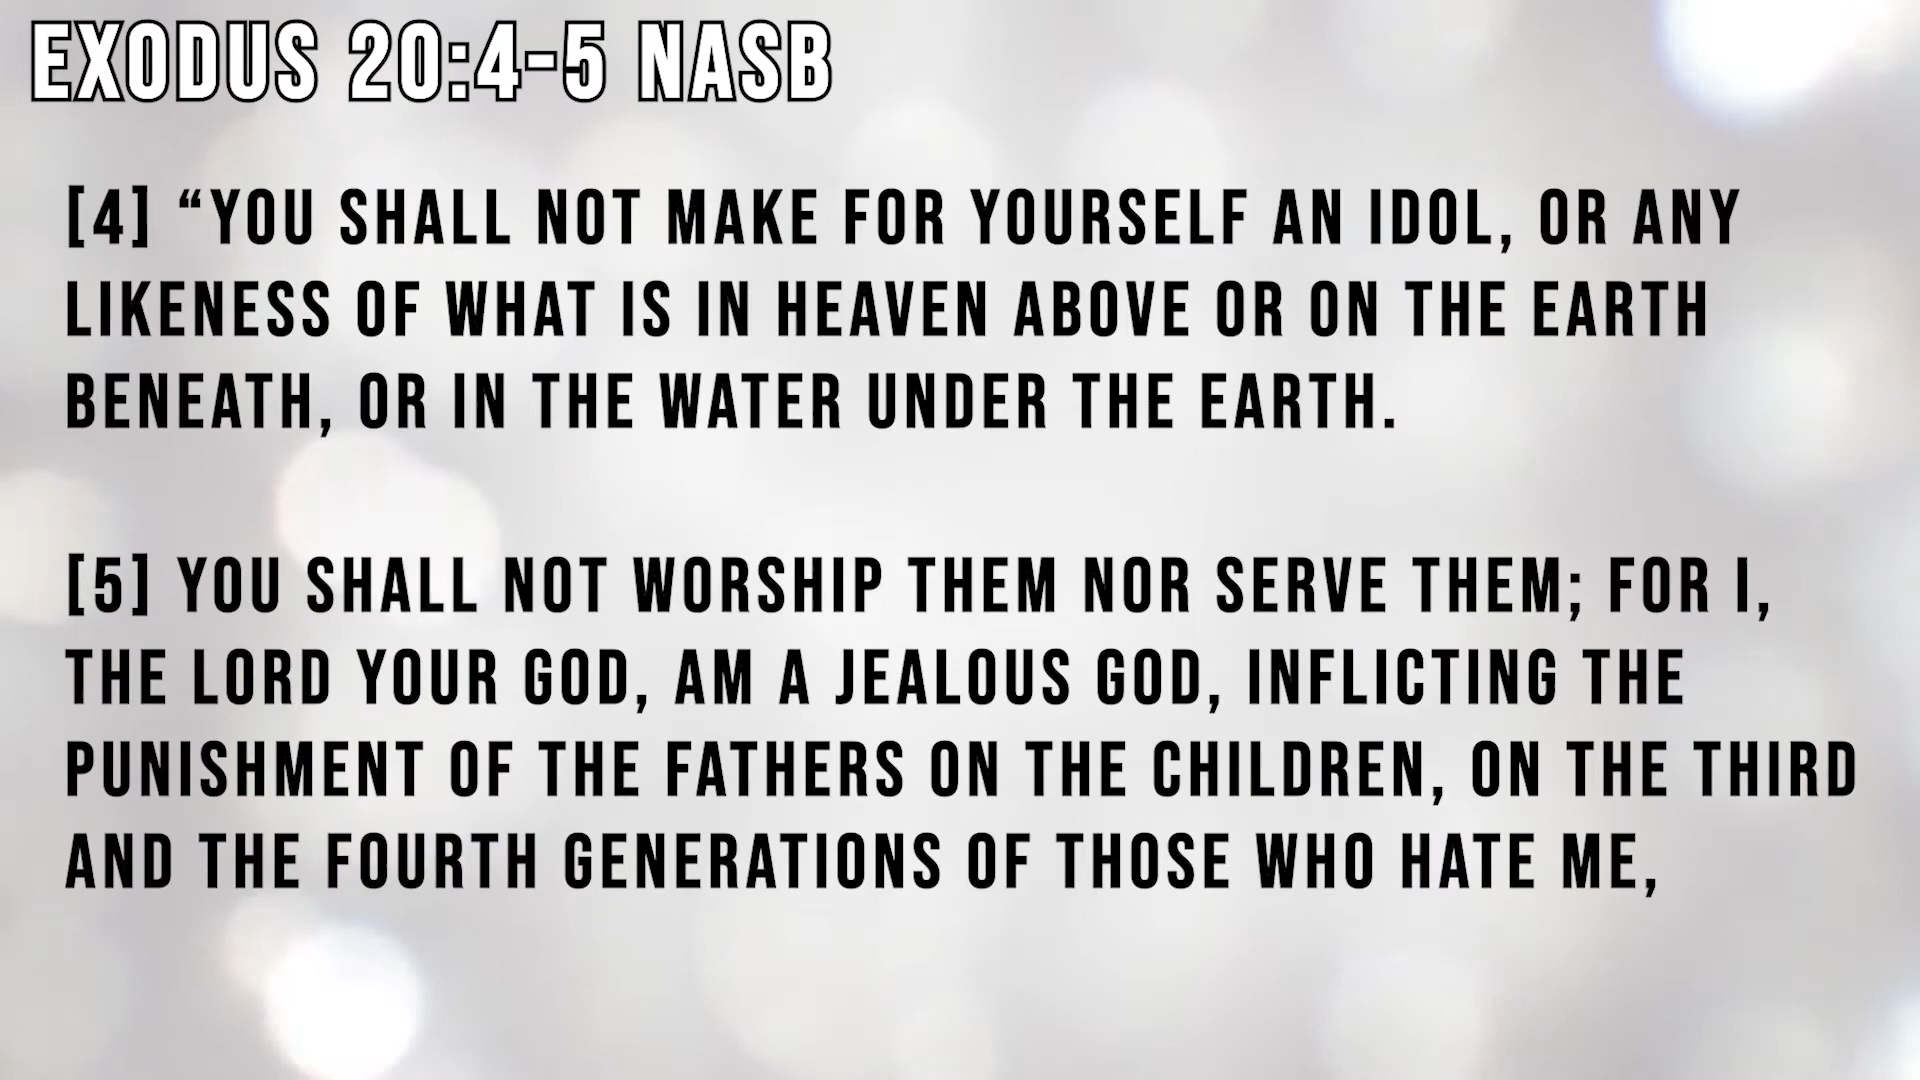 EXODUS 20:4-5 NASB
[4] “YOU SHALL NOT MAKE FOR YOURSELF AN IDOL, OR ANY
LIKENESS OF WHAT IS IN HEAVEN ABOVE OR ON THE EARTH
BENEATH, OR IN THE WATER UNDER THE EARTH.
[5] YOU SHALL NOT WORSHIP THEM NOR SERVE THEM; FOR I,
THE LORD YOUR GOD, AM A JEALOUS GOD, INFLICTING THE
PUNISHMENT OF THE FATHERS ON THE CHILDREN, ON THE THIRD
AND THE FOURTH GENERATIONS OF THOSE WHO HATE ME,